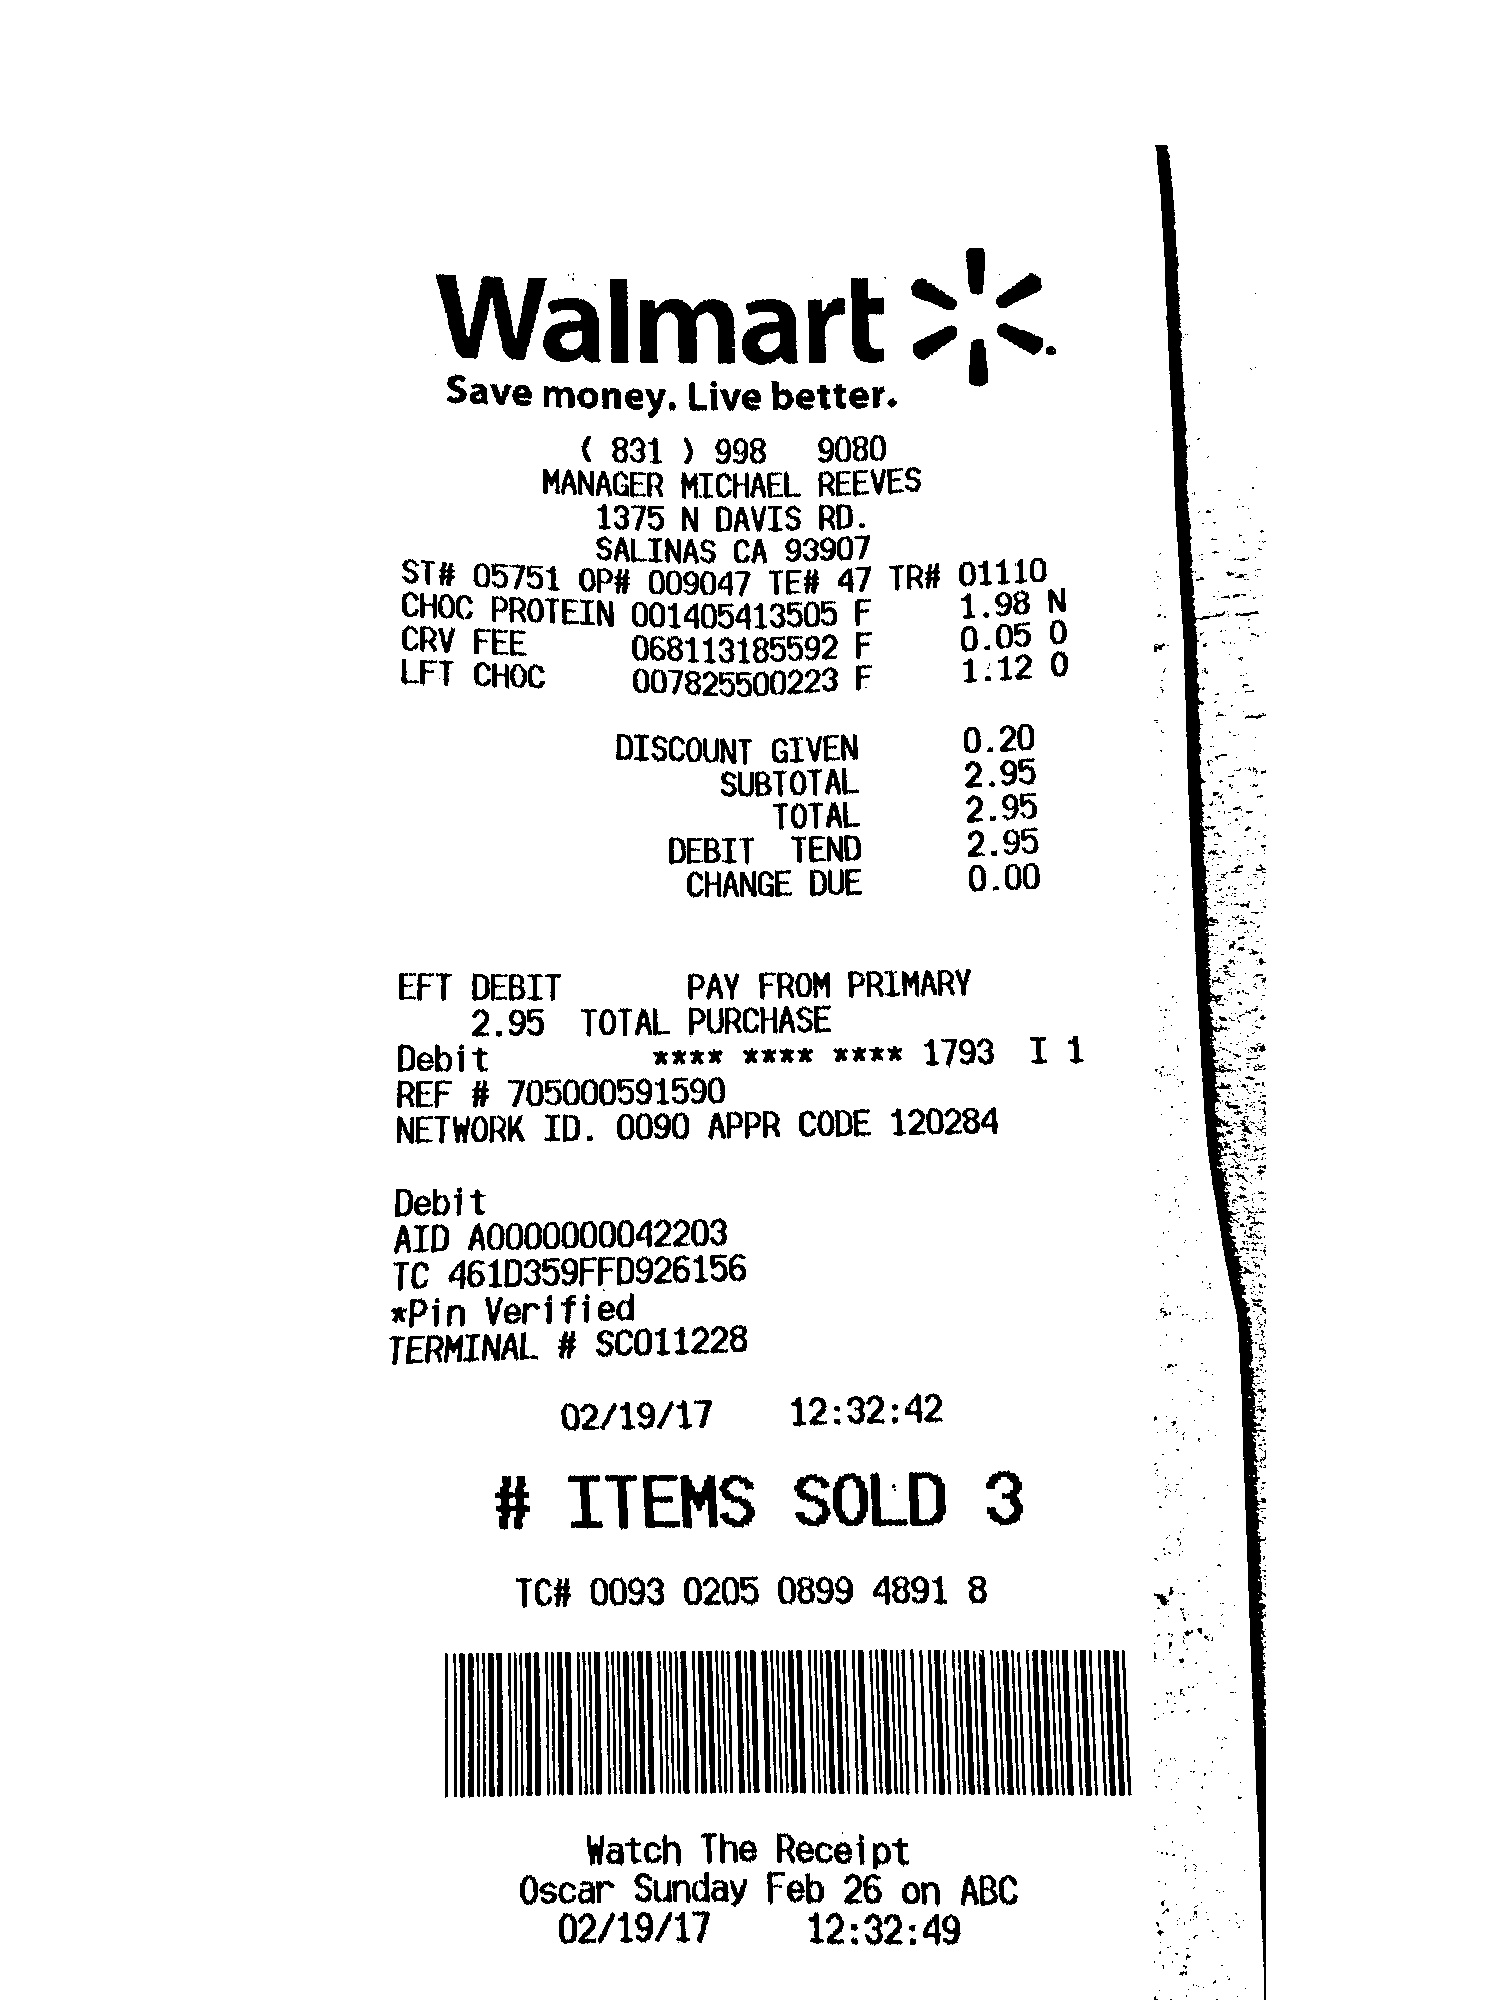 Walmart
Save money. Live better.
( 831 ) 998 9080
MANAGER MICHAEL REEVES
1375 N DAVIS RD.
SALINAS CA 93907
ST# 05751 OP# 009047 TE# 47 TR# 01110
CHOC PROTEIN 001405413505 F 1.98 N
CRV FEE 068113185592 F 0.05 O
LFT CHOC 007825500223 F 1.12 O
DISCOUNT GIVEN 0.20
SUBTOTAL 2.95
TOTAL 2.95
DEBIT TEND 2.95
CHANGE DUE 0.00
EFT DEBIT PAY FROM PRIMARY
2.95 TOTAL PURCHASE
Debit **** **** **** 1793 I 1
REF # 705000591590
NETWORK ID. 0090 APPR CODE 120284
Debit
AID A0000000042203
TC 461D359FFD926156
*Pin Verified
TERMINAL # SC011228
02/19/17 12:32:42
# ITEMS SOLD 3
TC# 0093 0205 0899 4891 8
Watch The Receipt
Oscar Sunday Feb 26 on ABC
02/19/17 12:32:49